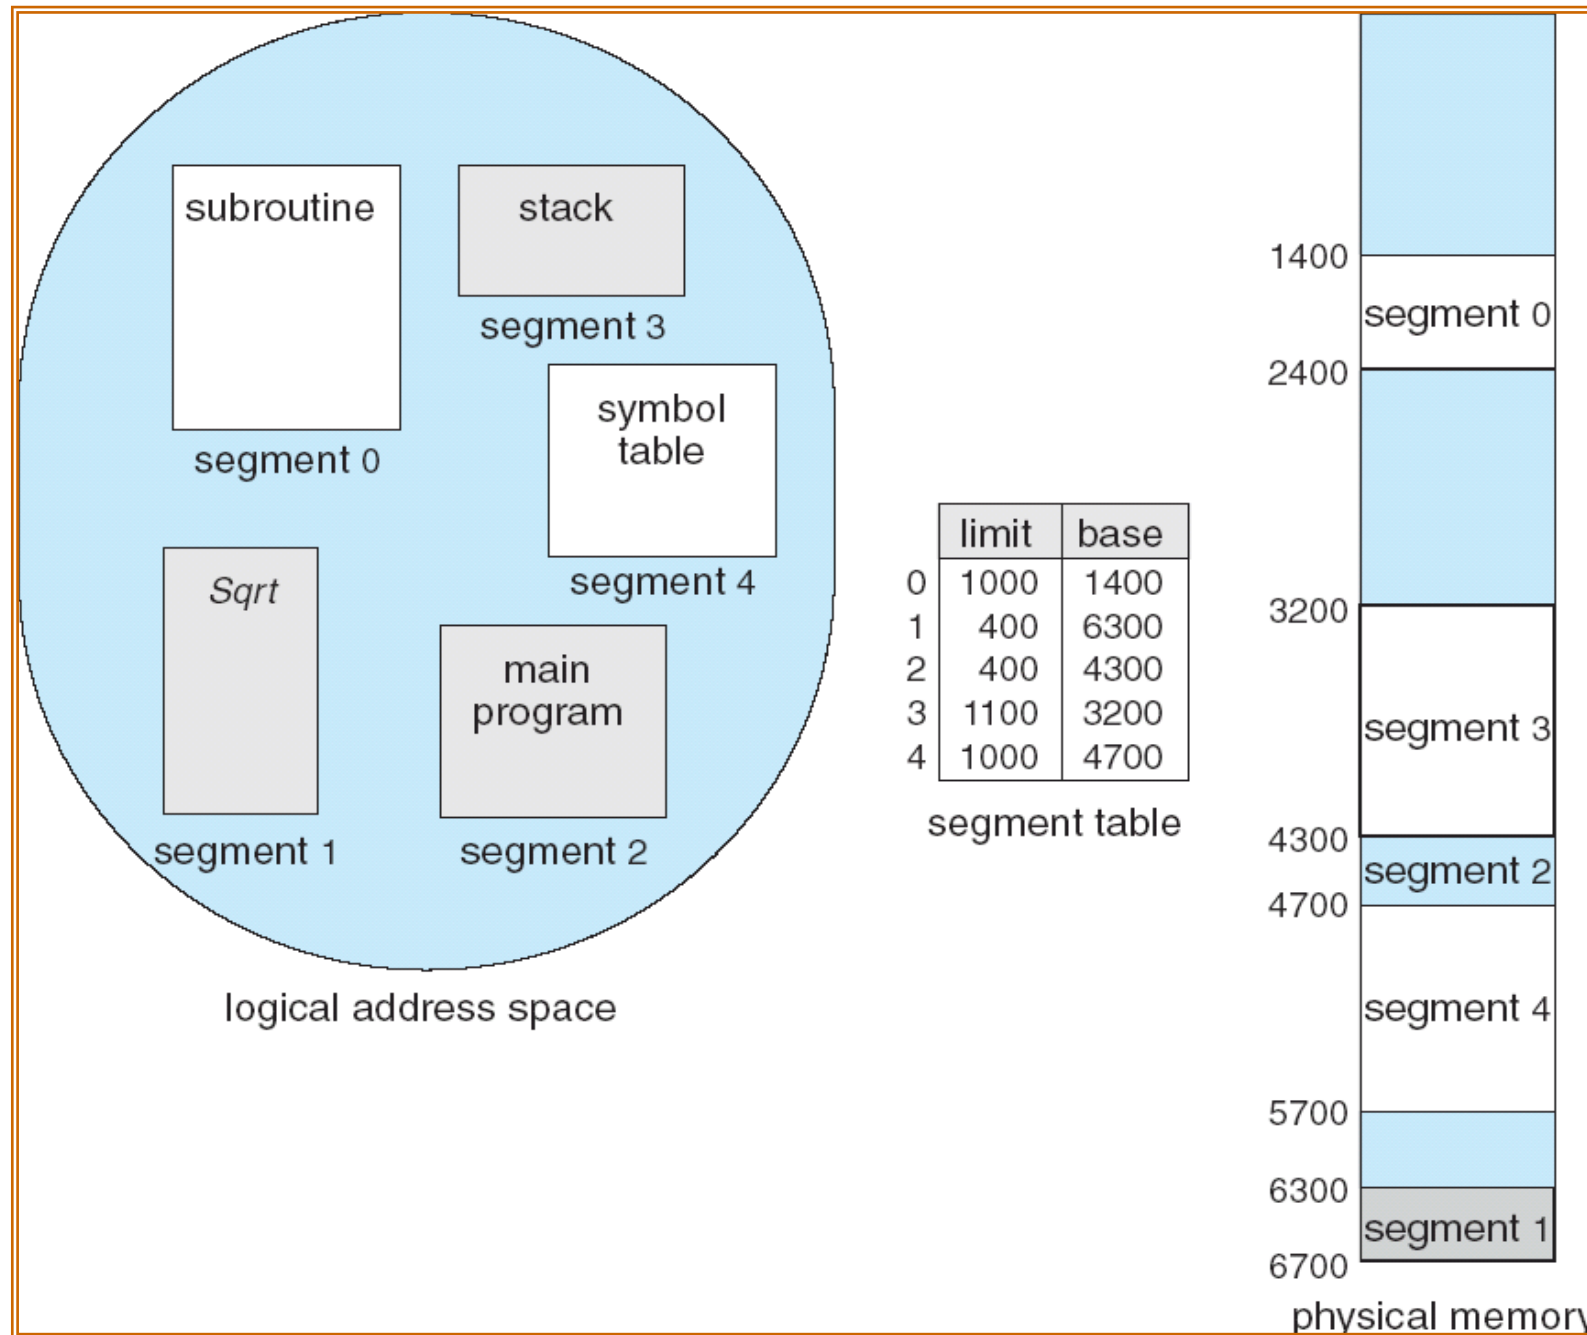 subroutine
segment 0
stack
segment 3
symbol
table
segment 4
Sqrt
segment 1
main
program
segment 2
logical address space
limit base
0 1000 1400
1 400 6300
2 400 4300
3 1100 3200
4 1000 4700
segment table
1400
segment 0
2400
3200
segment 3
4300
segment 2
4700
segment 4
5700
6300
segment 1
6700
physical memory